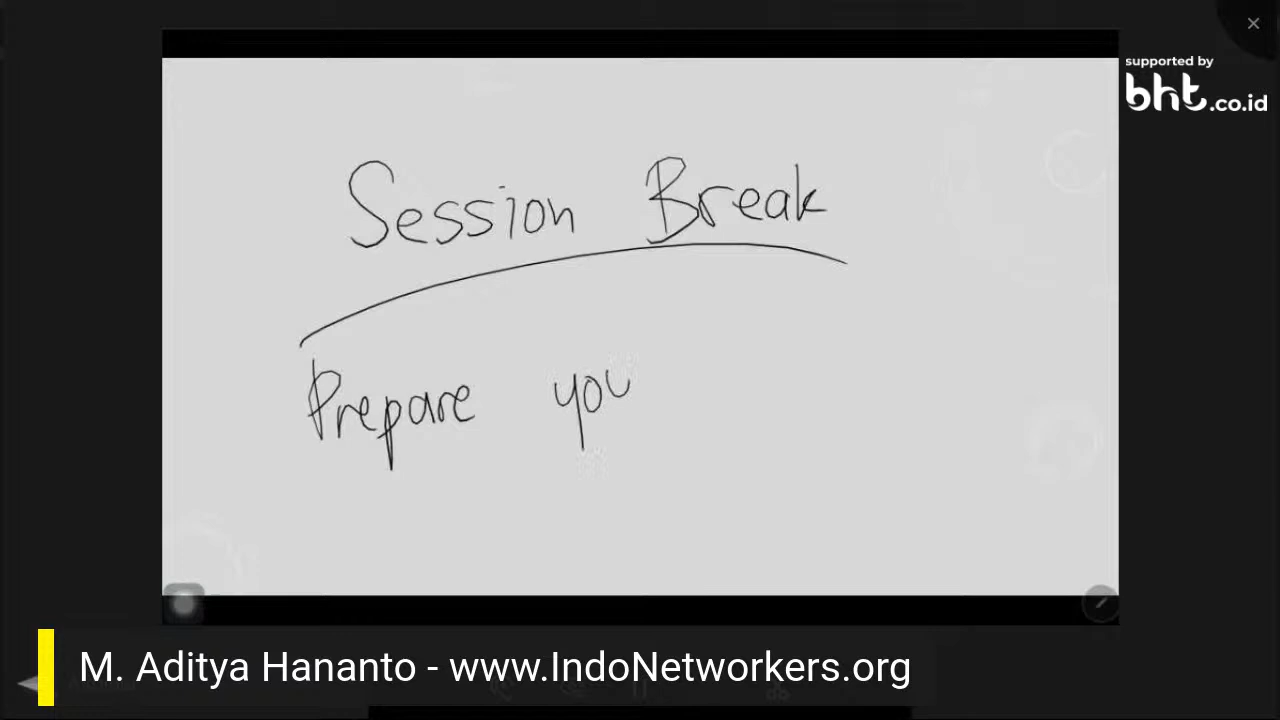 supported by
bht.co.id
Session Break
Prepare you
M. Aditya Hananto - www.IndoNetworkers.org